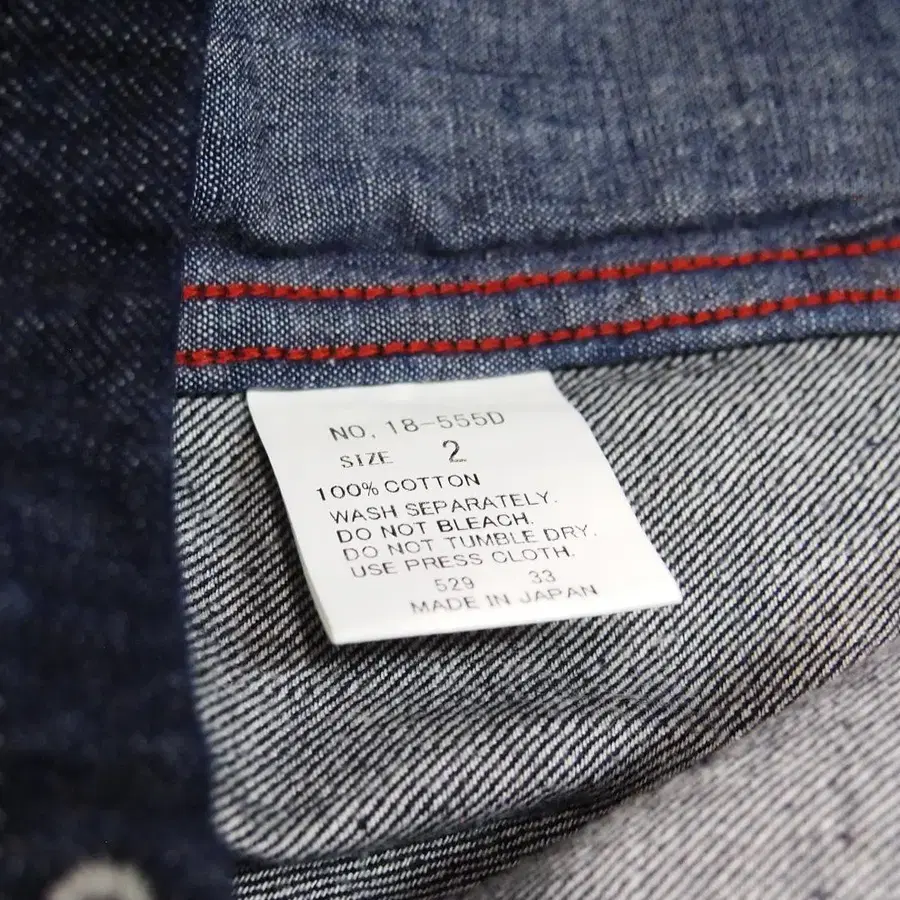 NO. 18-555D
SIZE 2
100% COTTON
WASH SEPARATELY.
DO NOT BLEACH.
DO NOT TUMBLE DRY.
USE PRESS CLOTH.
529 33
MADE IN JAPAN